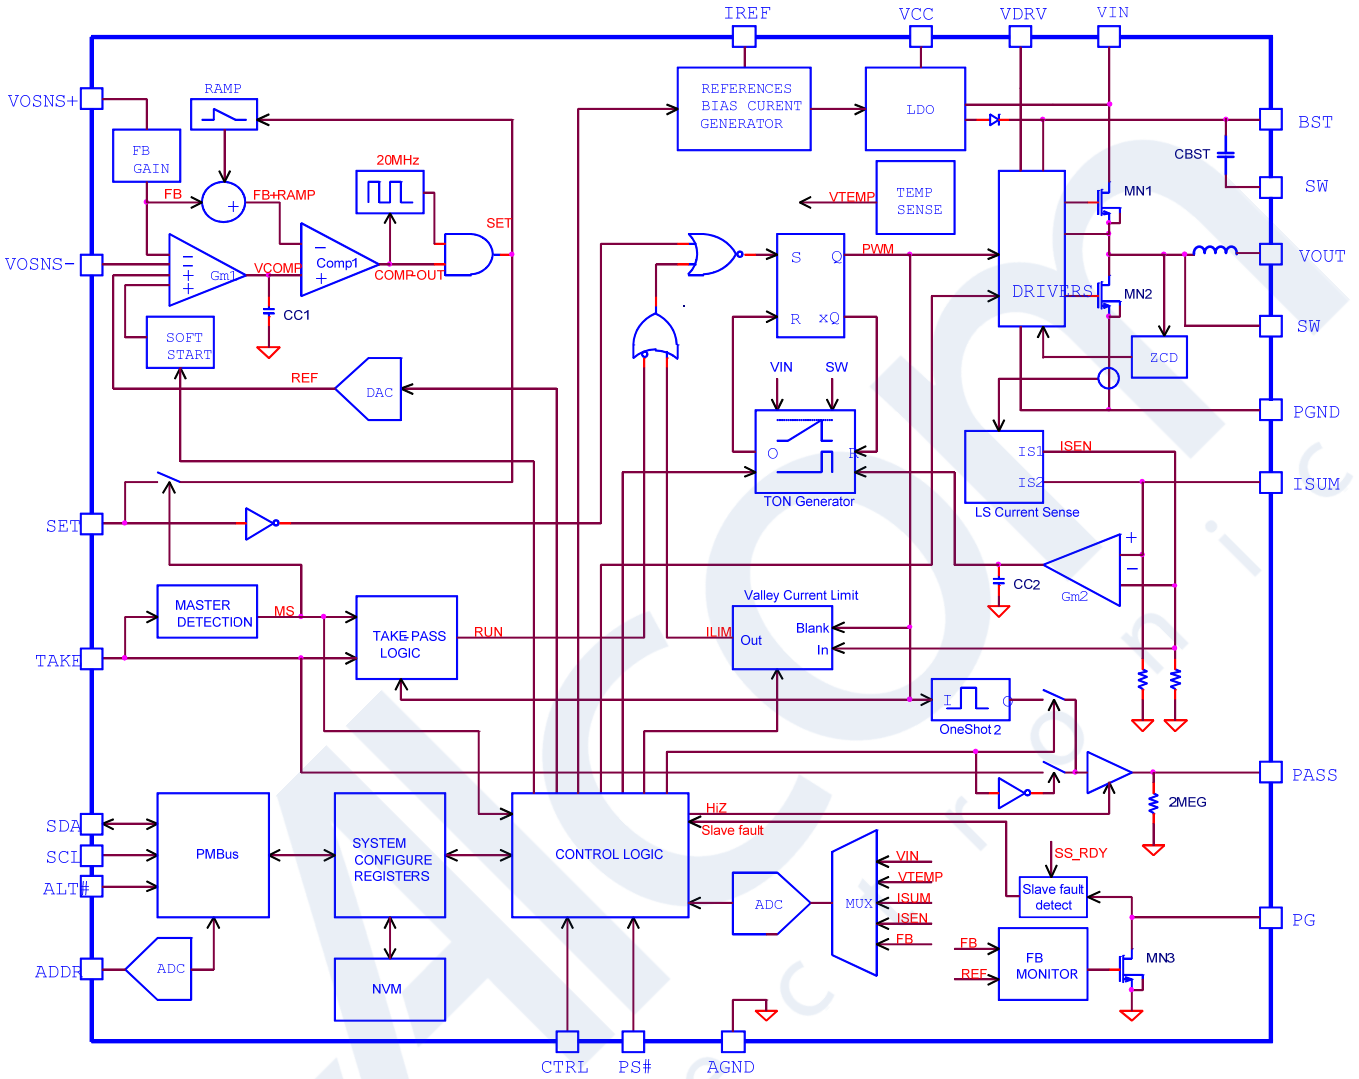 IREF
VCC
VDRV
VIN
VOSNS+
RAMP
REFERENCES
BIAS CURENT
GENERATOR
LDO
BST
FB
GAIN
20MHz
CBST
FB
FB+RAMP
VTEMP
TEMP
SENSE
MN1
SW
+
SET
VOSNS-
Gm1
VCOMP
Comp1
COMP-OUT
S
Q
PWM
R
xQ
DRIVERS
MN2
VOUT
CC1
SOFT
START
SW
REF
DAC
VIN
SW
ZCD
PGND
O
R
TON Generator
IS1
ISEN
IS2
LS Current Sense
ISUM
SET
CC2
Gm2
MASTER
DETECTION
MS
TAKE-PASS
LOGIC
RUN
ILIM
Valley Current Limit
Out
Blank
In
TAKE
I
O
OneShot 2
PASS
2MEG
SDA
SCL
ALT#
PMBus
SYSTEM
CONFIGURE
REGISTERS
CONTROL LOGIC
HiZ
Slave fault
SS_RDY
Slave fault
detect
ADC
MUX
VIN
VTEMP
ISUM
ISEN
FB
PG
ADDR
ADC
NVM
FB
REF
FB
MONITOR
MN3
CTRL
PS#
AGND